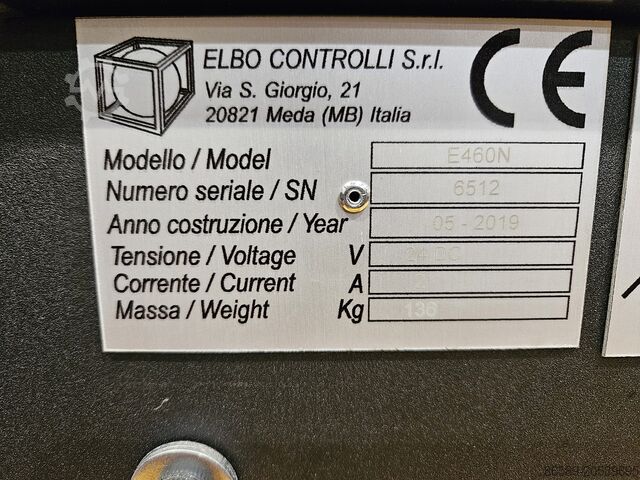 ELBO CONTROLLI S.r.l.
Via S. Giorgio, 21
20821 Meda (MB) Italia
CE
Modello / Model E460N
Numero seriale / SN 6512
Anno costruzione / Year 05 - 2019
Tensione / Voltage V 24 DC
Corrente / Current A
Massa / Weight Kg 136